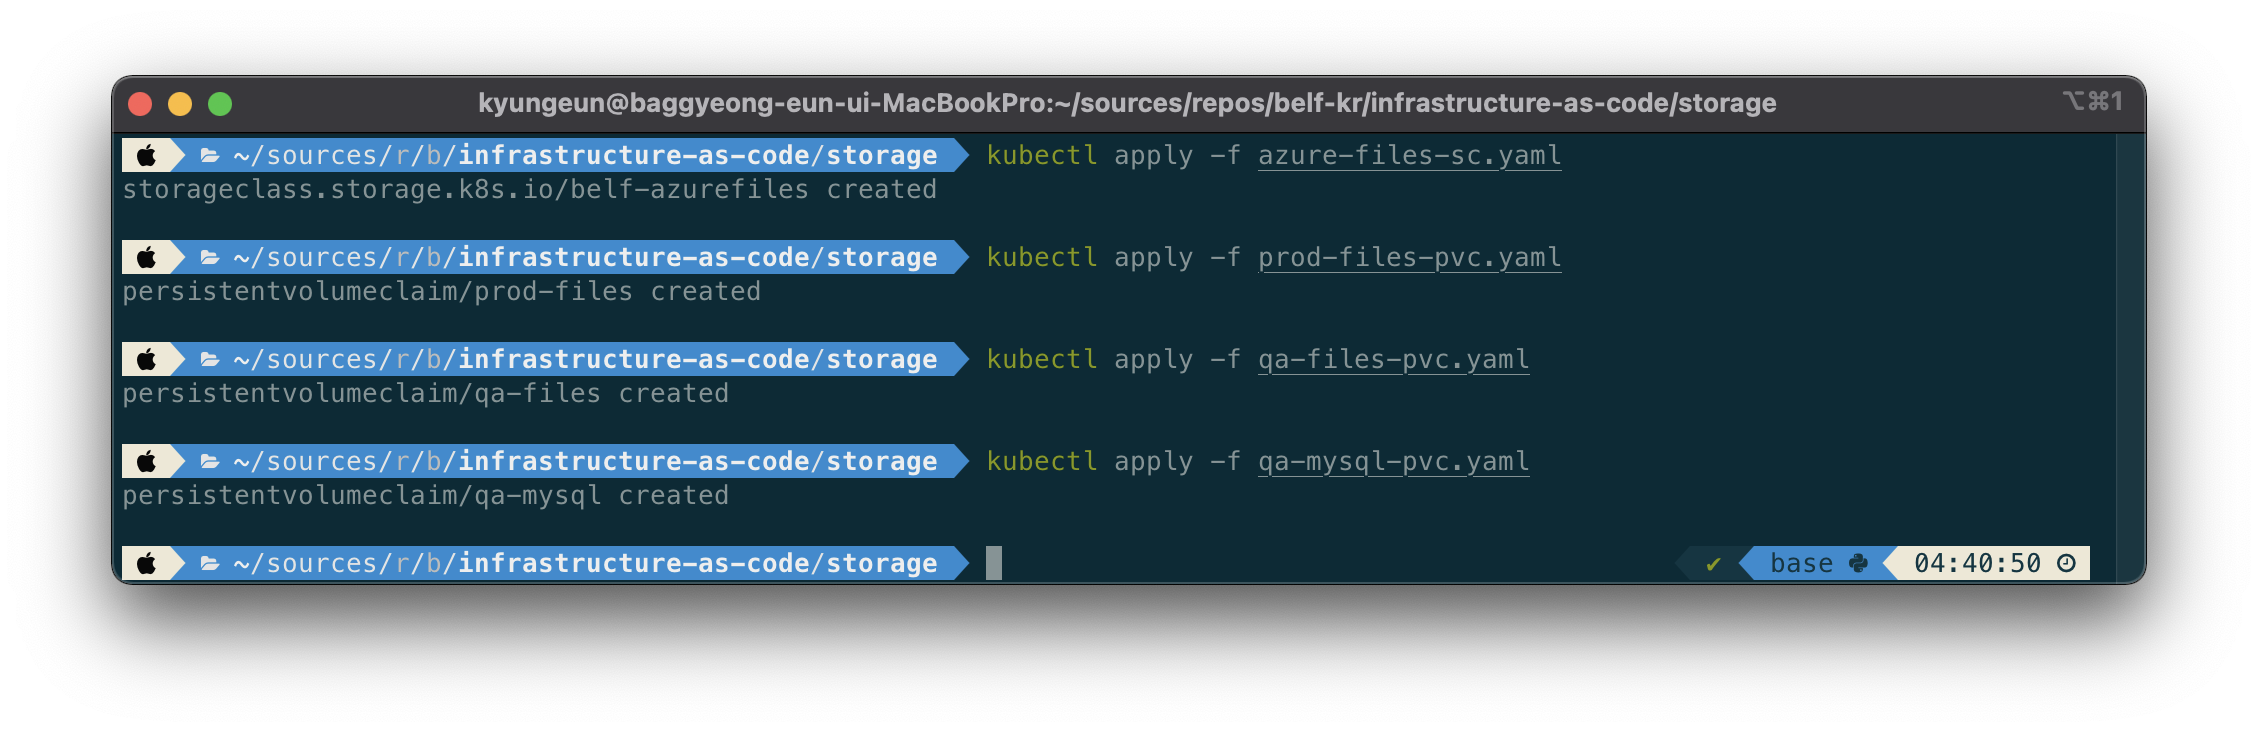 kyungeun@baggyeong-eun-ui-MacBookPro:~/sources/repos/belf-kr/infrastructure-as-code/storage ⌥⌘1
~/sources/r/b/infrastructure-as-code/storage kubectl apply -f azure-files-sc.yaml
storageclass.storage.k8s.io/belf-azurefiles created
~/sources/r/b/infrastructure-as-code/storage kubectl apply -f prod-files-pvc.yaml
persistentvolumeclaim/prod-files created
~/sources/r/b/infrastructure-as-code/storage kubectl apply -f qa-files-pvc.yaml
persistentvolumeclaim/qa-files created
~/sources/r/b/infrastructure-as-code/storage kubectl apply -f qa-mysql-pvc.yaml
persistentvolumeclaim/qa-mysql created
~/sources/r/b/infrastructure-as-code/storage ✔ base 04:40:50